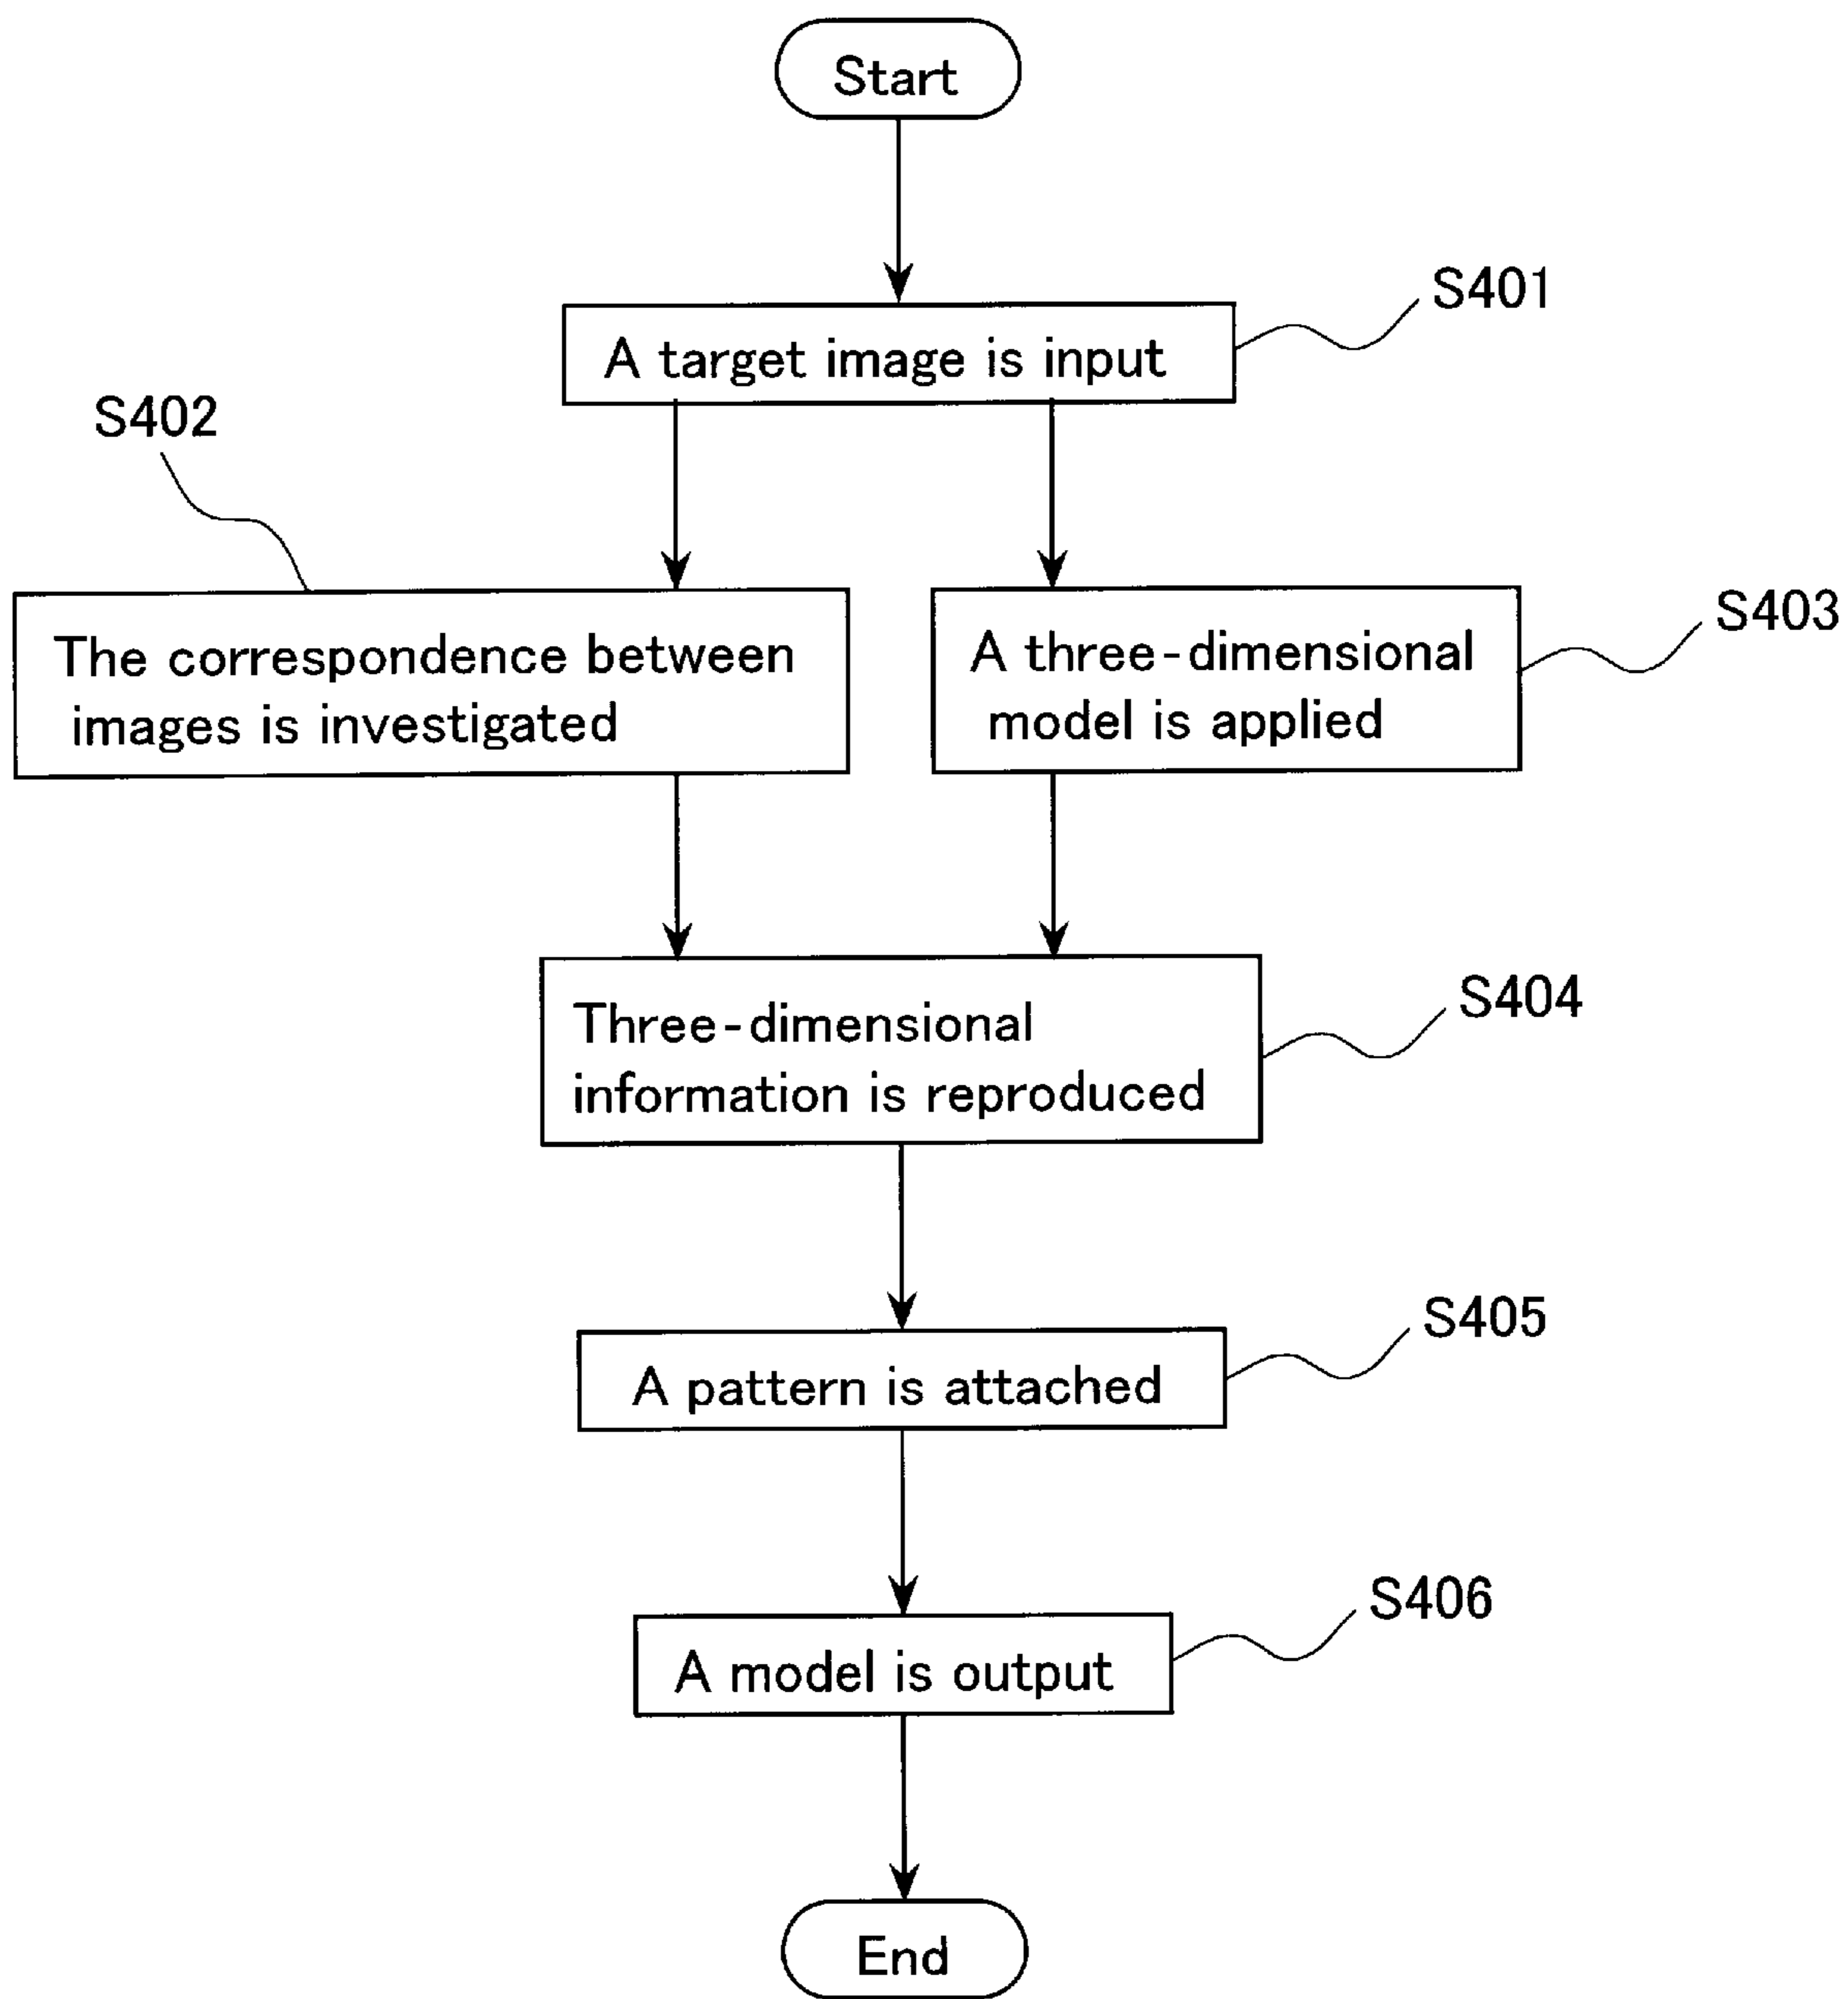 Start
S401
A target image is input
S402
The correspondence between
images is investigated
S403
A three-dimensional
model is applied
S404
Three-dimensional
information is reproduced
S405
A pattern is attached
S406
A model is output
End